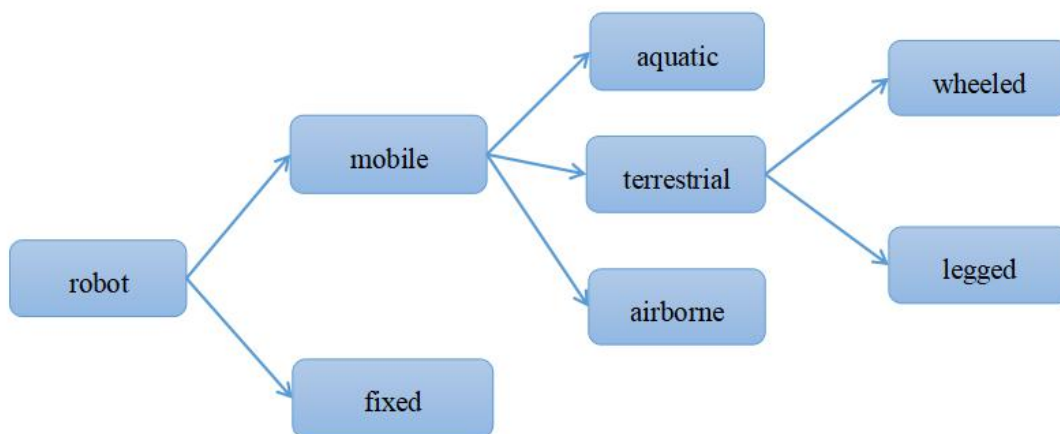 robot
mobile
fixed
aquatic
terrestrial
airborne
wheeled
legged